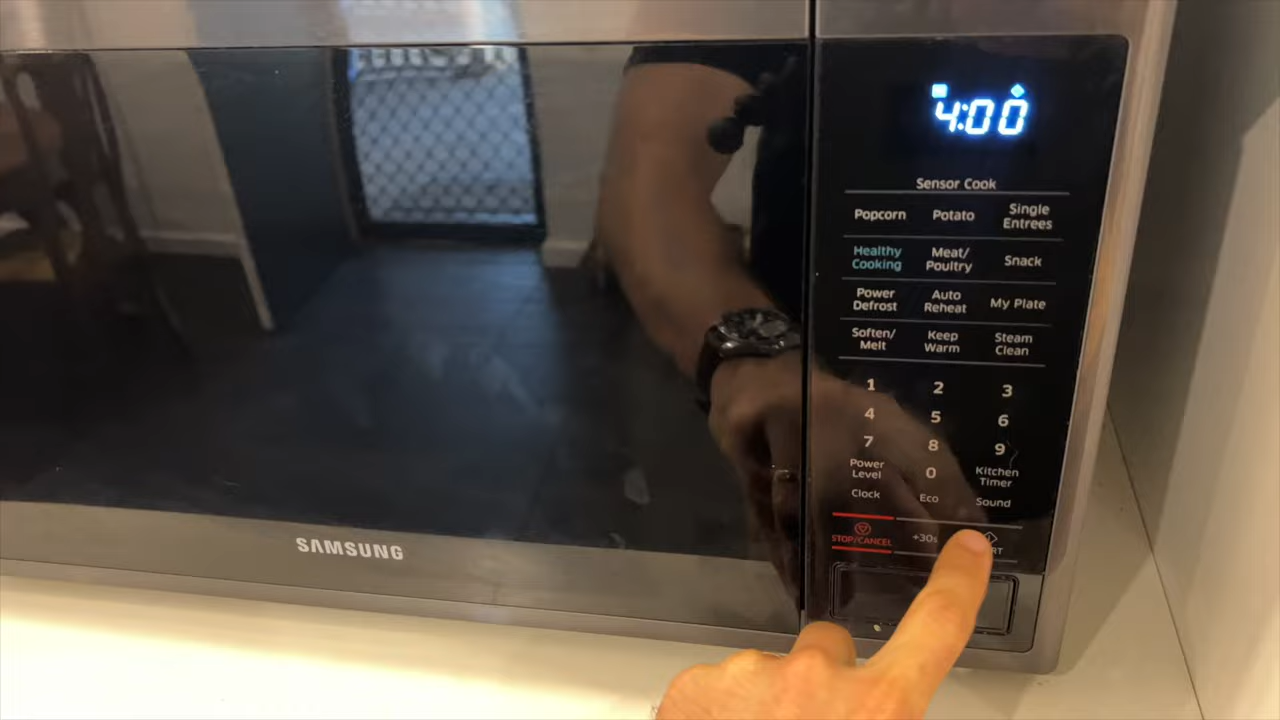 4:00
Sensor Cook
Popcorn Potato Single Entrees
Healthy Cooking Meat/ Poultry Snack
Power Defrost Auto Reheat My Plate
Soften/ Melt Keep Warm Steam Clean
1 2 3
4 5 6
7 8 9
Power Level 0 Kitchen Timer
Clock Eco Sound
STOP/CANCEL +30s RT
SAMSUNG